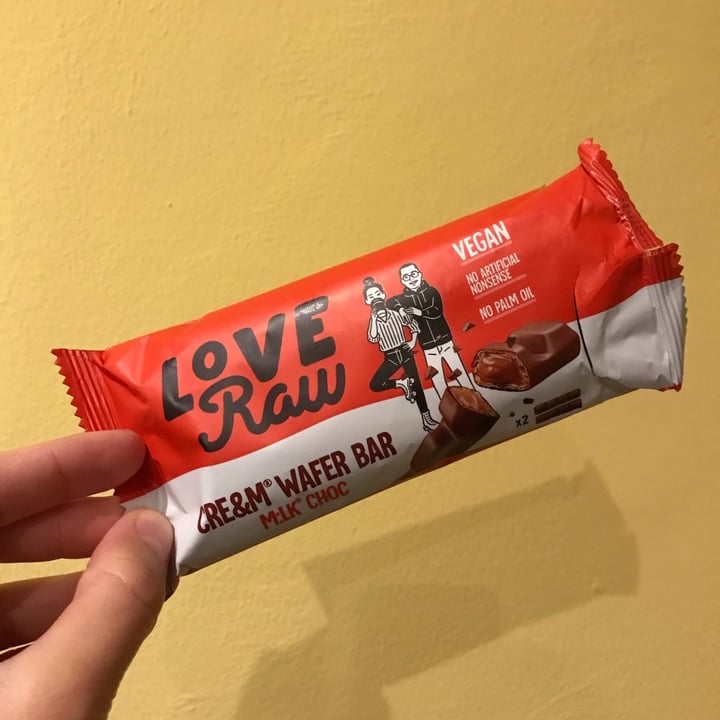 LOVE
Raw
CRE&M® WAFER BAR
M:LK® CHOC
VEGAN
NO ARTIFICIAL
NONSENSE
NO PALM OIL
x2